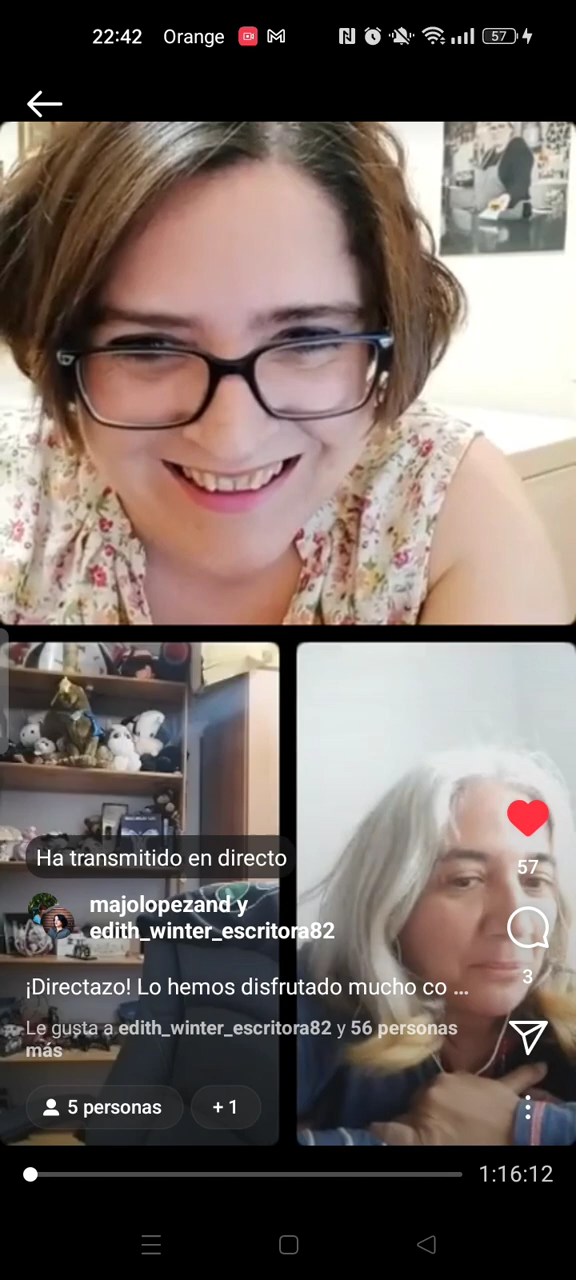 22:42 Orange 57
Ha transmitido en directo
57
majolopezand y
edith_winter_escritora82
3
¡Directazo! Lo hemos disfrutado mucho co ...
Le gusta a edith_winter_escritora82 y 56 personas
más
5 personas +1
1:16:12